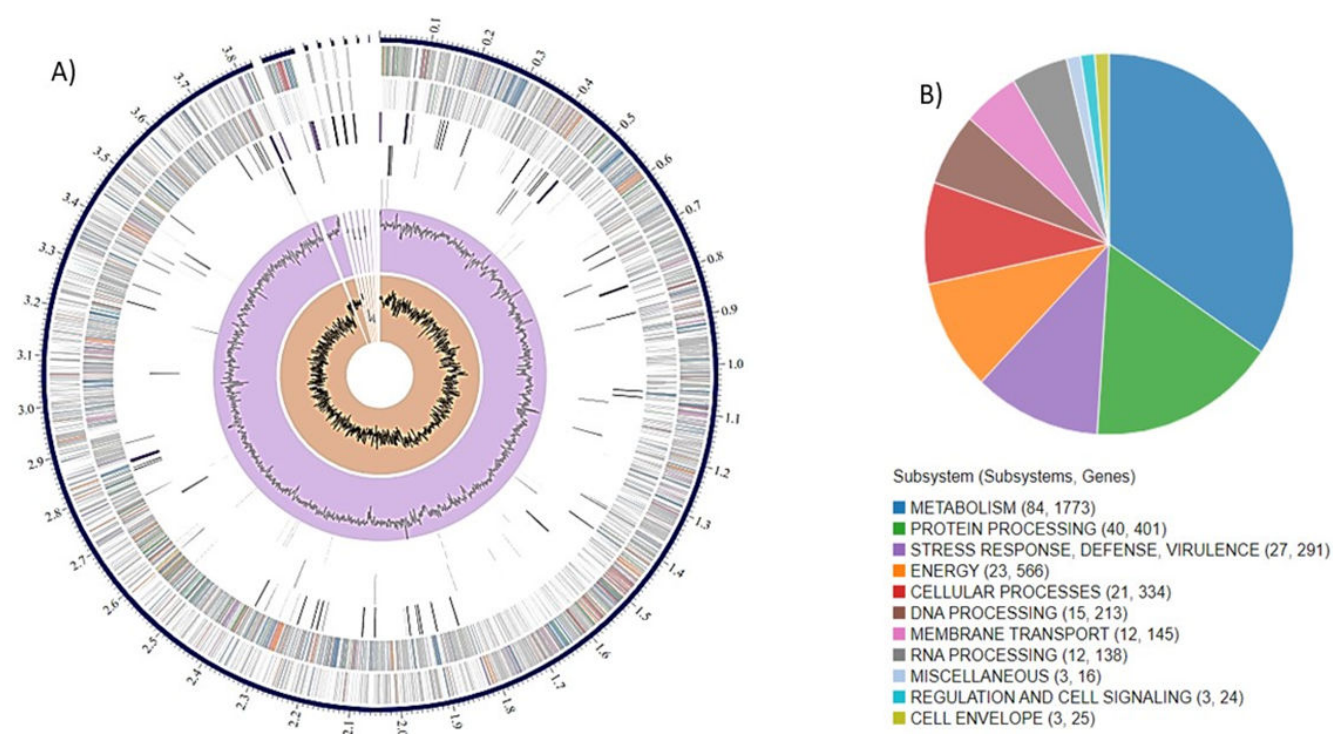 A)
0.1
0.2
0.3
0.4
0.5
0.6
0.7
0.8
0.9
1.0
1.1
1.2
1.3
1.4
1.5
1.6
1.7
1.8
1.9
2.0
2.1
2.2
2.3
2.4
2.5
2.6
2.7
2.8
2.9
3.0
3.1
3.2
3.3
3.4
3.5
3.6
3.7
3.8
B)
Subsystem (Subsystems, Genes)
METABOLISM (84, 1773)
PROTEIN PROCESSING (40, 401)
STRESS RESPONSE, DEFENSE, VIRULENCE (27, 291)
ENERGY (23, 566)
CELLULAR PROCESSES (21, 334)
DNA PROCESSING (15, 213)
MEMBRANE TRANSPORT (12, 145)
RNA PROCESSING (12, 138)
MISCELLANEOUS (3, 16)
REGULATION AND CELL SIGNALING (3, 24)
CELL ENVELOPE (3, 25)